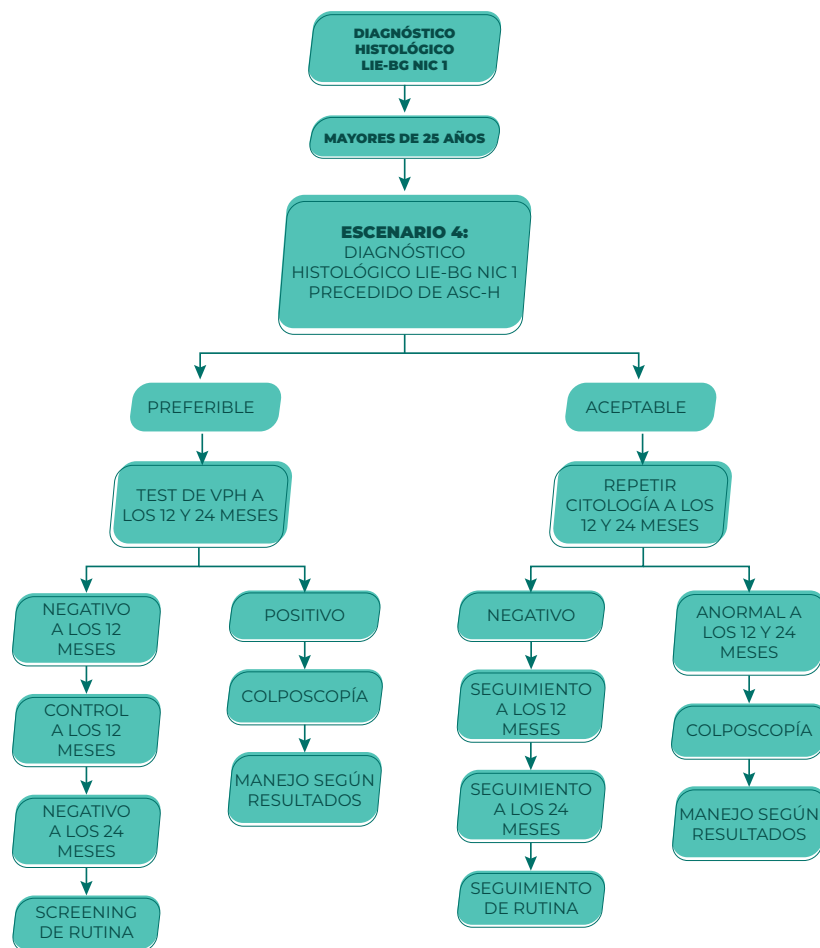 DIAGNÓSTICO
HISTOLÓGICO
LIE-BG NIC 1
MAYORES DE 25 AÑOS
ESCENARIO 4:
DIAGNÓSTICO
HISTOLÓGICO LIE-BG NIC 1
PRECEDIDO DE ASC-H
PREFERIBLE
ACEPTABLE
TEST DE VPH A
LOS 12 Y 24 MESES
REPETIR
CITOLOGÍA A LOS
12 Y 24 MESES
NEGATIVO
A LOS 12
MESES
CONTROL
A LOS 12
MESES
NEGATIVO
A LOS 24
MESES
SCREENING
DE RUTINA
POSITIVO
COLPOSCOPÍA
MANEJO SEGÚN
RESULTADOS
NEGATIVO
SEGUIMIENTO
A LOS 12
MESES
SEGUIMIENTO
A LOS 24
MESES
SEGUIMIENTO
DE RUTINA
ANORMAL A
LOS 12 Y 24
MESES
COLPOSCOPÍA
MANEJO SEGÚN
RESULTADOS